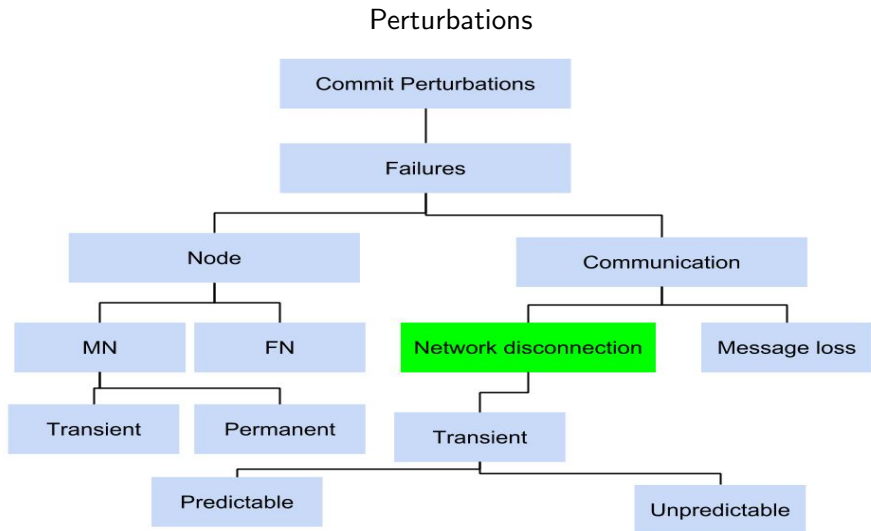 Perturbations
Commit Perturbations
Failures
Node
Communication
MN
FN
Network disconnection
Message loss
Transient
Permanent
Transient
Predictable
Unpredictable